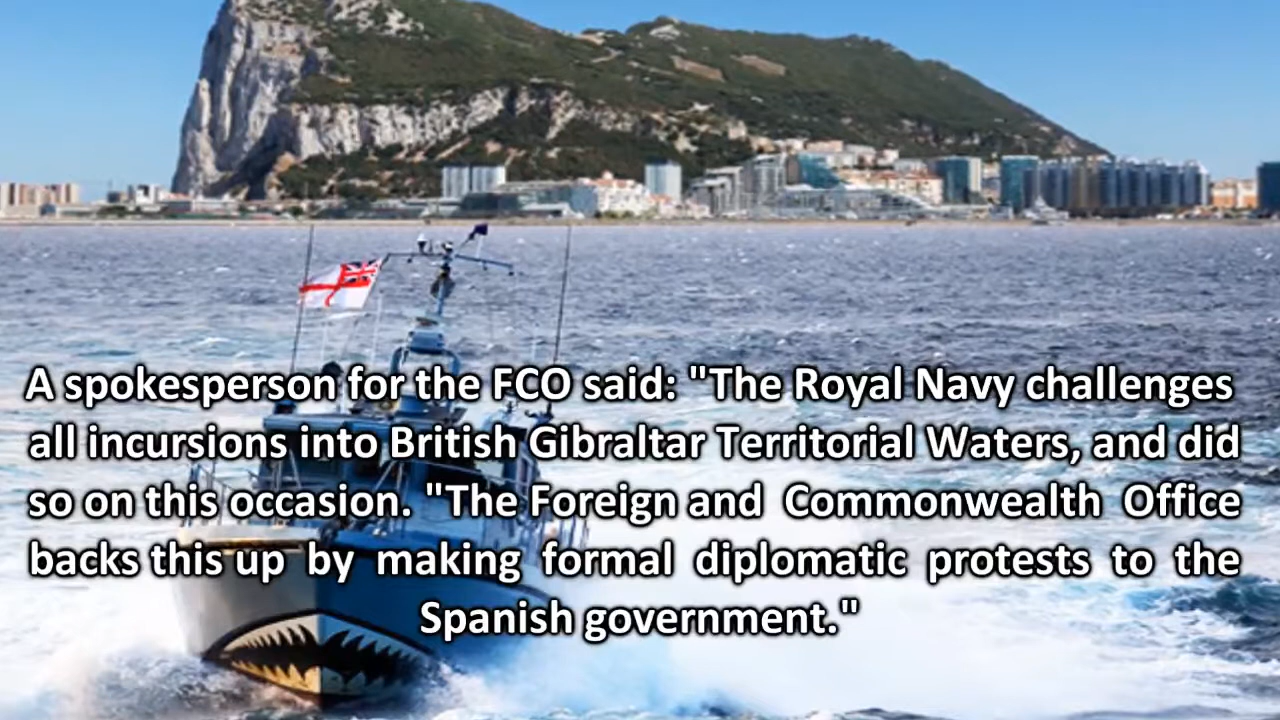 A spokesperson for the FCO said: "The Royal Navy challenges
all incursions into British Gibraltar Territorial Waters, and did
so on this occasion. "The Foreign and Commonwealth Office
backs this up by making formal diplomatic protests to the
Spanish government."